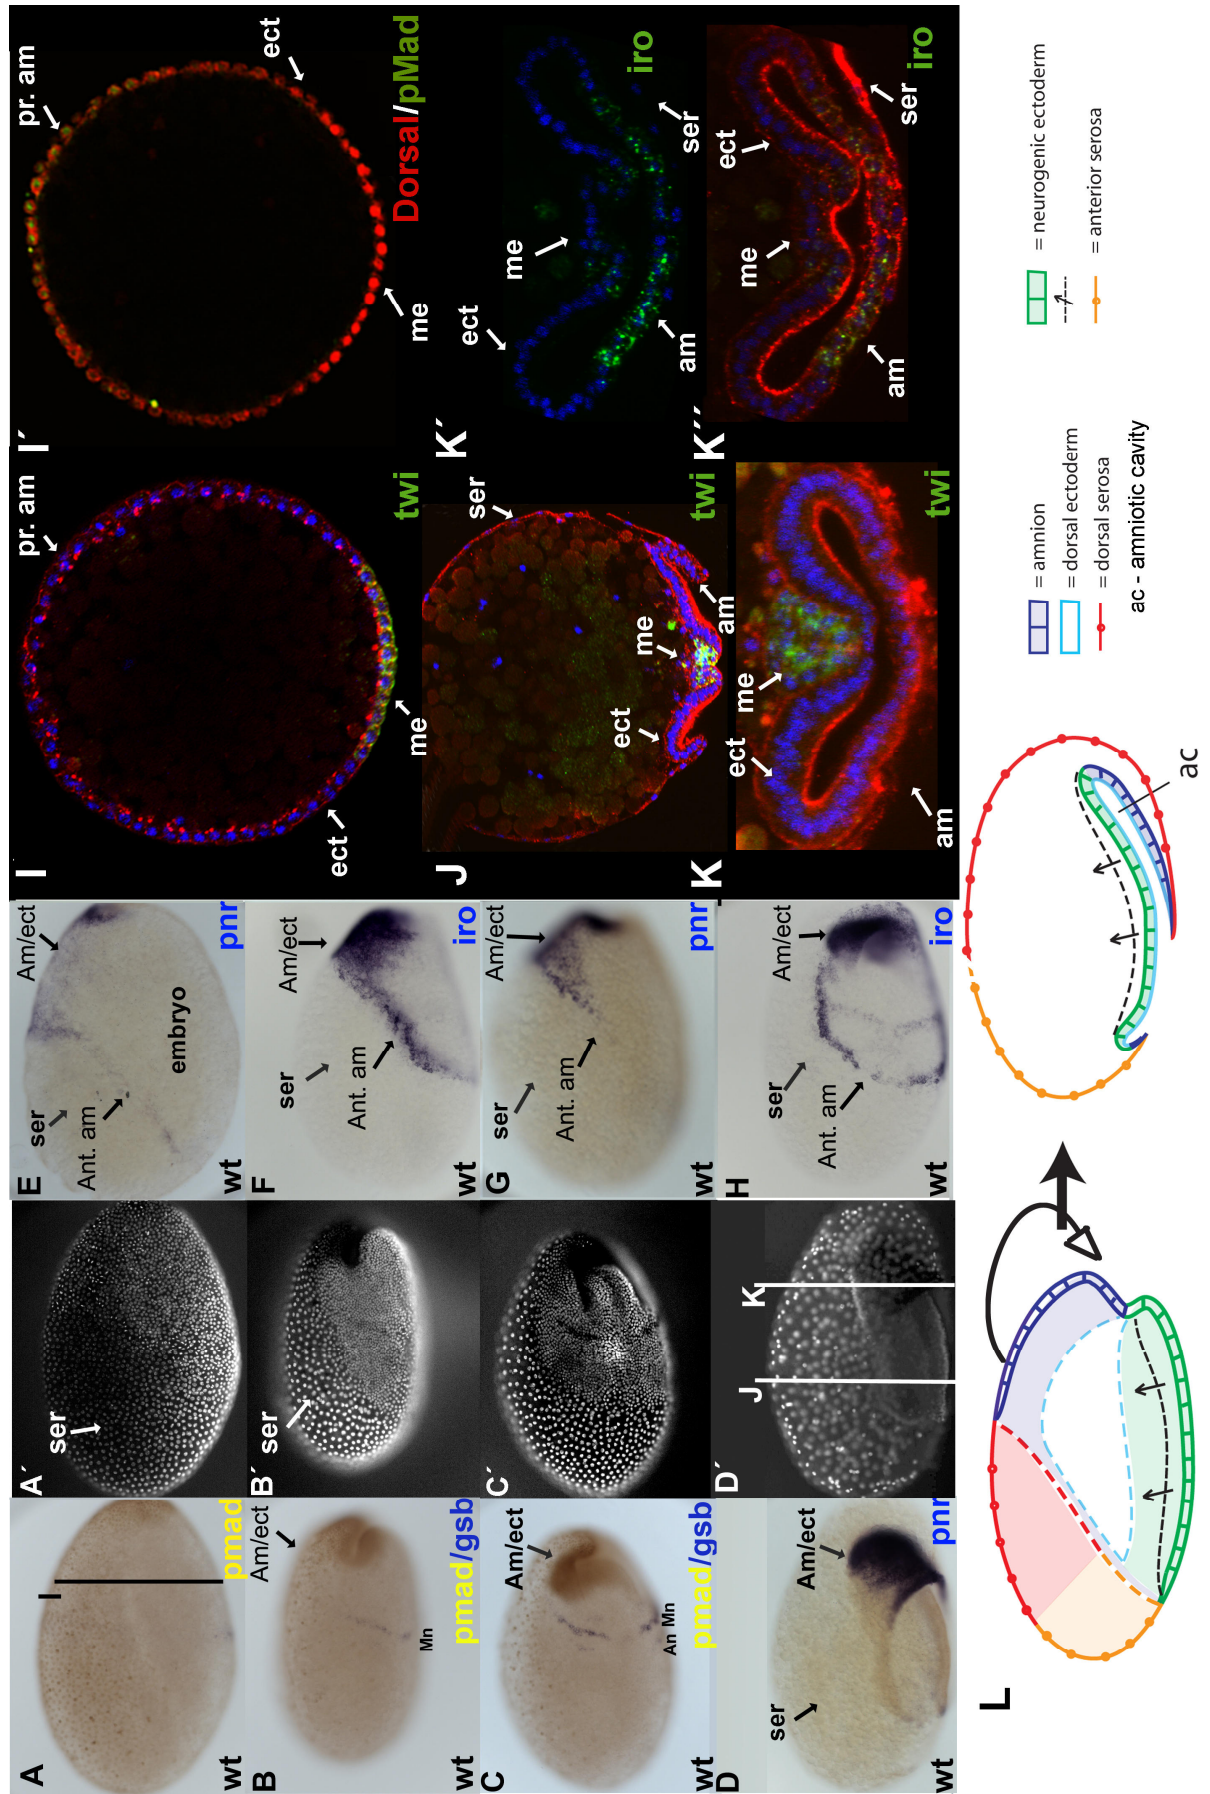 A
wt
pmad
I
A´
ser
E
ser
Ant. am
Am/ect
embryo
wt
pnr
B
Am/ect
Mn
wt
pmad/gsb
B´
ser
F
ser
Ant. am
Am/ect
wt
iro
C
Am/ect
An Mn
wt
pmad/gsb
C´
G
ser
Ant. am
Am/ect
wt
pnr
D
ser
Am/ect
wt
pnr
D´
J
K
H
ser
Ant. am
Am/ect
wt
iro
I
pr. am
ect
me
twi
I´
pr. am
ect
me
Dorsal/pMad
J
ser
ect
me
am
twi
K´
ect
me
am
ser
iro
K
ect
me
am
twi
K´´
me
ect
am
ser
iro
L
ac
= amnion
= dorsal ectoderm
= dorsal serosa
ac - amniotic cavity
= neurogenic ectoderm
= anterior serosa